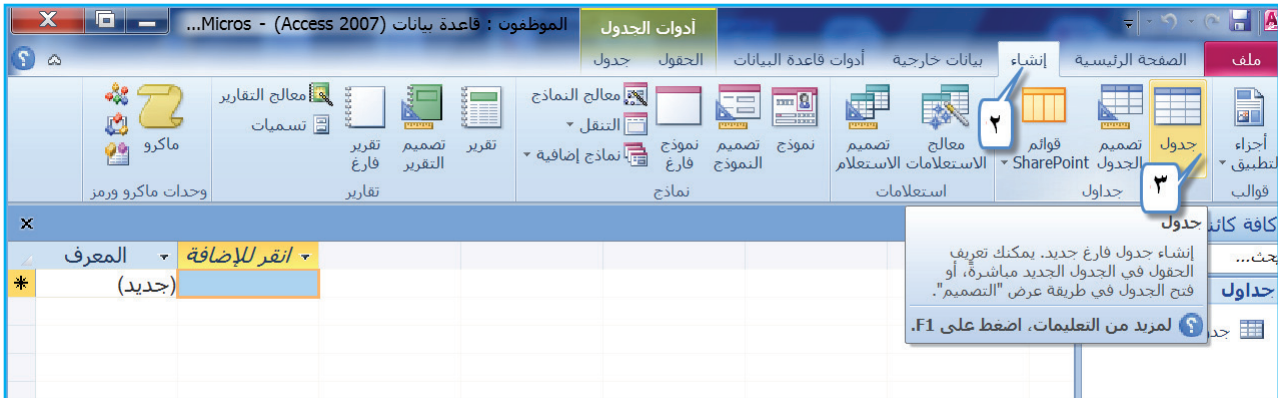 أدوات الجدول
الموظفون : قاعدة بيانات (Access 2007) - Micros...
ملف
الصفحة الرئيسية
إنشاء
بيانات خارجية
أدوات قاعدة البيانات
الحقول
جدول
أجزاء
التطبيق
قوالب
جدول
تصميم
الجدول
قوائم
SharePoint
جداول
٢
٣
معالج
الاستعلامات
تصميم
الاستعلام
استعلامات
نموذج
تصميم
النموذج
نموذج
فارغ
معالج النماذج
التنقل
نماذج إضافية
نماذج
تقرير
تصميم
التقرير
تقرير
فارغ
معالج التقارير
تسميات
تقارير
ماكرو
وحدات ماكرو ورمز
جدول
إنشاء جدول فارغ جديد. يمكنك تعريف
الحقول في الجدول الجديد مباشرةً، أو
فتح الجدول في طريقة عرض "التصميم".
لمزيد من التعليمات، اضغط على F1.
كافة
جداول
المعرف
انقر للإضافة
(جديد)